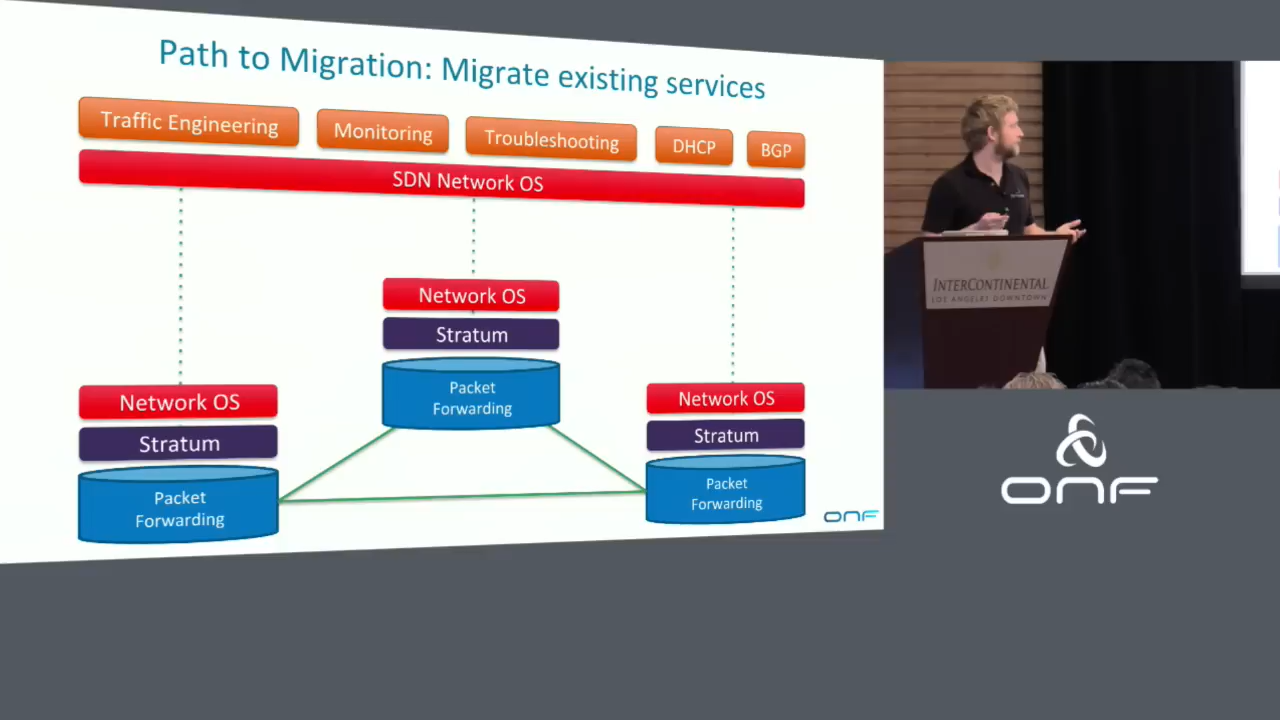 Path to Migration: Migrate existing services
Traffic Engineering
Monitoring
Troubleshooting
DHCP
BGP
SDN Network OS
Network OS
Stratum
Packet
Forwarding
Network OS
Stratum
Packet
Forwarding
Network OS
Stratum
Packet
Forwarding
ONF
INTERCONTINENTAL
LOS ANGELES DOWNTOWN
ONF